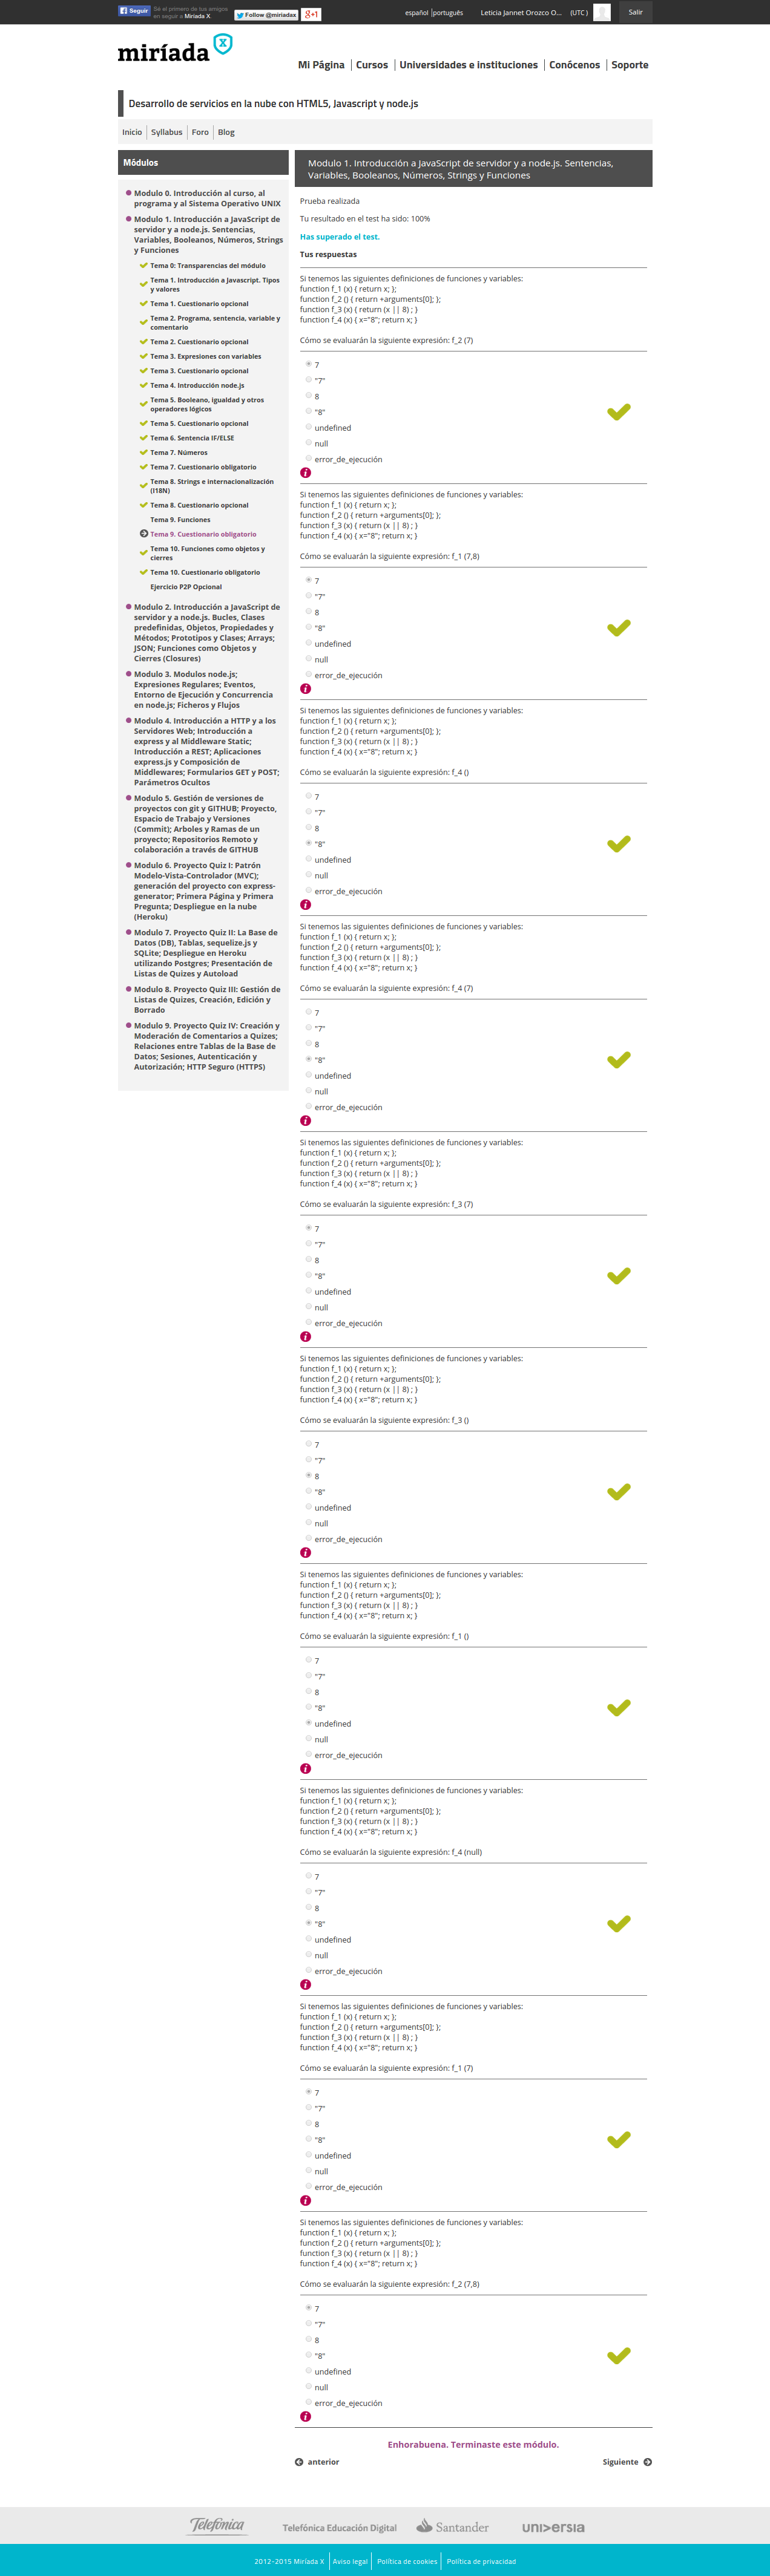 Seguir
Sé el primero de tus amigos
en seguir a Miríada X.
Follow @miriadax
+1
español
português
Leticia Jannet Orozco O...
(UTC )
Salir
miríada
X
Mi Página
Cursos
Universidades e instituciones
Conócenos
Soporte
Desarrollo de servicios en la nube con HTML5, Javascript y node.js
Inicio
Syllabus
Foro
Blog
Módulos
Modulo 0. Introducción al curso, al
programa y al Sistema Operativo UNIX
Modulo 1. Introducción a JavaScript de
servidor y a node.js. Sentencias,
Variables, Booleanos, Números, Strings
y Funciones
Tema 0: Transparencias del módulo
Tema 1. Introducción a Javascript. Tipos
y valores
Tema 1. Cuestionario opcional
Tema 2. Programa, sentencia, variable y
comentario
Tema 2. Cuestionario opcional
Tema 3. Expresiones con variables
Tema 3. Cuestionario opcional
Tema 4. Introducción node.js
Tema 5. Booleano, igualdad y otros
operadores lógicos
Tema 5. Cuestionario opcional
Tema 6. Sentencia IF/ELSE
Tema 7. Números
Tema 7. Cuestionario obligatorio
Tema 8. Strings e internacionalización
(I18N)
Tema 8. Cuestionario opcional
Tema 9. Funciones
Tema 9. Cuestionario obligatorio
Tema 10. Funciones como objetos y
cierres
Tema 10. Cuestionario obligatorio
Ejercicio P2P Opcional
Modulo 2. Introducción a JavaScript de
servidor y a node.js. Bucles, Clases
predefinidas, Objetos, Propiedades y
Métodos; Prototipos y Clases; Arrays;
JSON; Funciones como Objetos y
Cierres (Closures)
Modulo 3. Modulos node.js;
Expresiones Regulares; Eventos,
Entorno de Ejecución y Concurrencia
en node.js; Ficheros y Flujos
Modulo 4. Introducción a HTTP y a los
Servidores Web; Introducción a
express y al Middleware Static;
Introducción a REST; Aplicaciones
express.js y Composición de
Middlewares; Formularios GET y POST;
Parámetros Ocultos
Modulo 5. Gestión de versiones de
proyectos con git y GITHUB; Proyecto,
Espacio de Trabajo y Versiones
(Commit); Arboles y Ramas de un
proyecto; Repositorios Remoto y
colaboración a través de GITHUB
Modulo 6. Proyecto Quiz I: Patrón
Modelo-Vista-Controlador (MVC);
generación del proyecto con express-
generator; Primera Página y Primera
Pregunta; Despliegue en la nube
(Heroku)
Modulo 7. Proyecto Quiz II: La Base de
Datos (DB), Tablas, sequelize.js y
SQLite; Despliegue en Heroku
utilizando Postgres; Presentación de
Listas de Quizes y Autoload
Modulo 8. Proyecto Quiz III: Gestión de
Listas de Quizes, Creación, Edición y
Borrado
Modulo 9. Proyecto Quiz IV: Creación y
Moderación de Comentarios a Quizes;
Relaciones entre Tablas de la Base de
Datos; Sesiones, Autenticación y
Autorización; HTTP Seguro (HTTPS)
Modulo 1. Introducción a JavaScript de servidor y a node.js. Sentencias,
Variables, Booleanos, Números, Strings y Funciones
Prueba realizada
Tu resultado en el test ha sido: 100%
Has superado el test.
Tus respuestas
Si tenemos las siguientes definiciones de funciones y variables:
function f_1 (x) { return x; };
function f_2 () { return +arguments[0]; };
function f_3 (x) { return (x || 8) ; }
function f_4 (x) { x="8"; return x; }
Cómo se evaluarán la siguiente expresión: f_2 (7)
7
"7"
8
"8"
undefined
null
error_de_ejecución
Si tenemos las siguientes definiciones de funciones y variables:
function f_1 (x) { return x; };
function f_2 () { return +arguments[0]; };
function f_3 (x) { return (x || 8) ; }
function f_4 (x) { x="8"; return x; }
Cómo se evaluarán la siguiente expresión: f_1 (7,8)
7
"7"
8
"8"
undefined
null
error_de_ejecución
Si tenemos las siguientes definiciones de funciones y variables:
function f_1 (x) { return x; };
function f_2 () { return +arguments[0]; };
function f_3 (x) { return (x || 8) ; }
function f_4 (x) { x="8"; return x; }
Cómo se evaluarán la siguiente expresión: f_4 ()
7
"7"
8
"8"
undefined
null
error_de_ejecución
Si tenemos las siguientes definiciones de funciones y variables:
function f_1 (x) { return x; };
function f_2 () { return +arguments[0]; };
function f_3 (x) { return (x || 8) ; }
function f_4 (x) { x="8"; return x; }
Cómo se evaluarán la siguiente expresión: f_4 (7)
7
"7"
8
"8"
undefined
null
error_de_ejecución
Si tenemos las siguientes definiciones de funciones y variables:
function f_1 (x) { return x; };
function f_2 () { return +arguments[0]; };
function f_3 (x) { return (x || 8) ; }
function f_4 (x) { x="8"; return x; }
Cómo se evaluarán la siguiente expresión: f_3 (7)
7
"7"
8
"8"
undefined
null
error_de_ejecución
Si tenemos las siguientes definiciones de funciones y variables:
function f_1 (x) { return x; };
function f_2 () { return +arguments[0]; };
function f_3 (x) { return (x || 8) ; }
function f_4 (x) { x="8"; return x; }
Cómo se evaluarán la siguiente expresión: f_3 ()
7
"7"
8
"8"
undefined
null
error_de_ejecución
Si tenemos las siguientes definiciones de funciones y variables:
function f_1 (x) { return x; };
function f_2 () { return +arguments[0]; };
function f_3 (x) { return (x || 8) ; }
function f_4 (x) { x="8"; return x; }
Cómo se evaluarán la siguiente expresión: f_1 ()
7
"7"
8
"8"
undefined
null
error_de_ejecución
Si tenemos las siguientes definiciones de funciones y variables:
function f_1 (x) { return x; };
function f_2 () { return +arguments[0]; };
function f_3 (x) { return (x || 8) ; }
function f_4 (x) { x="8"; return x; }
Cómo se evaluarán la siguiente expresión: f_4 (null)
7
"7"
8
"8"
undefined
null
error_de_ejecución
Si tenemos las siguientes definiciones de funciones y variables:
function f_1 (x) { return x; };
function f_2 () { return +arguments[0]; };
function f_3 (x) { return (x || 8) ; }
function f_4 (x) { x="8"; return x; }
Cómo se evaluarán la siguiente expresión: f_1 (7)
7
"7"
8
"8"
undefined
null
error_de_ejecución
Si tenemos las siguientes definiciones de funciones y variables:
function f_1 (x) { return x; };
function f_2 () { return +arguments[0]; };
function f_3 (x) { return (x || 8) ; }
function f_4 (x) { x="8"; return x; }
Cómo se evaluarán la siguiente expresión: f_2 (7,8)
7
"7"
8
"8"
undefined
null
error_de_ejecución
Enhorabuena. Terminaste este módulo.
anterior
Siguiente
Telefónica
Telefónica Educación Digital
Santander
universia
2012-2015 Miríada X
Aviso legal
Política de cookies
Política de privacidad